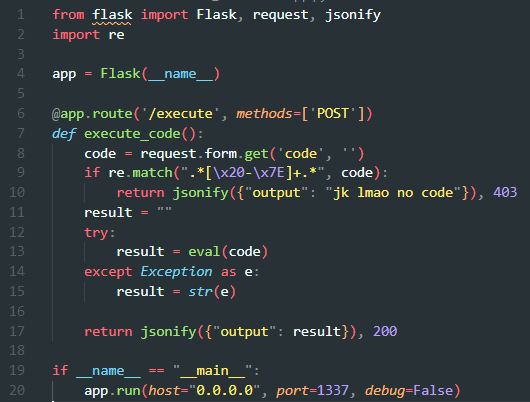 1 from flask import Flask, request, jsonify
2 import re
3
4 app = Flask(__name__)
5
6 @app.route('/execute', methods=['POST'])
7 def execute_code():
8     code = request.form.get('code', '')
9     if re.match(".*[\x20-\x7E]+.*", code):
10         return jsonify({"output": "jk lmao no code"}), 403
11     result = ""
12     try:
13         result = eval(code)
14     except Exception as e:
15         result = str(e)
16
17     return jsonify({"output": result}), 200
18
19 if __name__ == "__main__":
20     app.run(host="0.0.0.0", port=1337, debug=False)